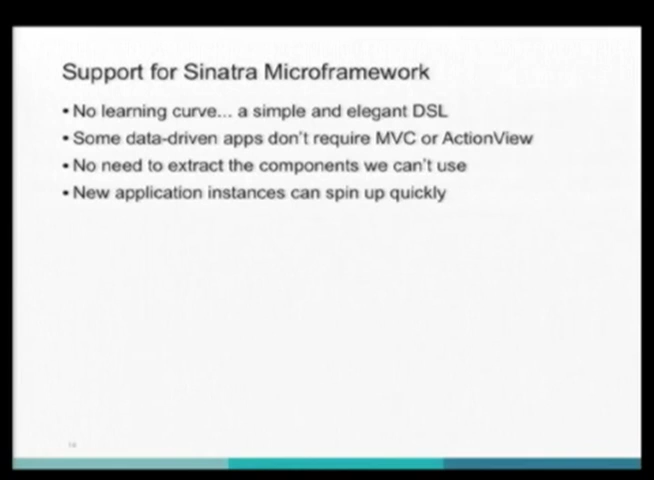 Support for Sinatra Microframework
• No learning curve... a simple and elegant DSL
• Some data-driven apps don't require MVC or ActionView
• No need to extract the components we can't use
• New application instances can spin up quickly